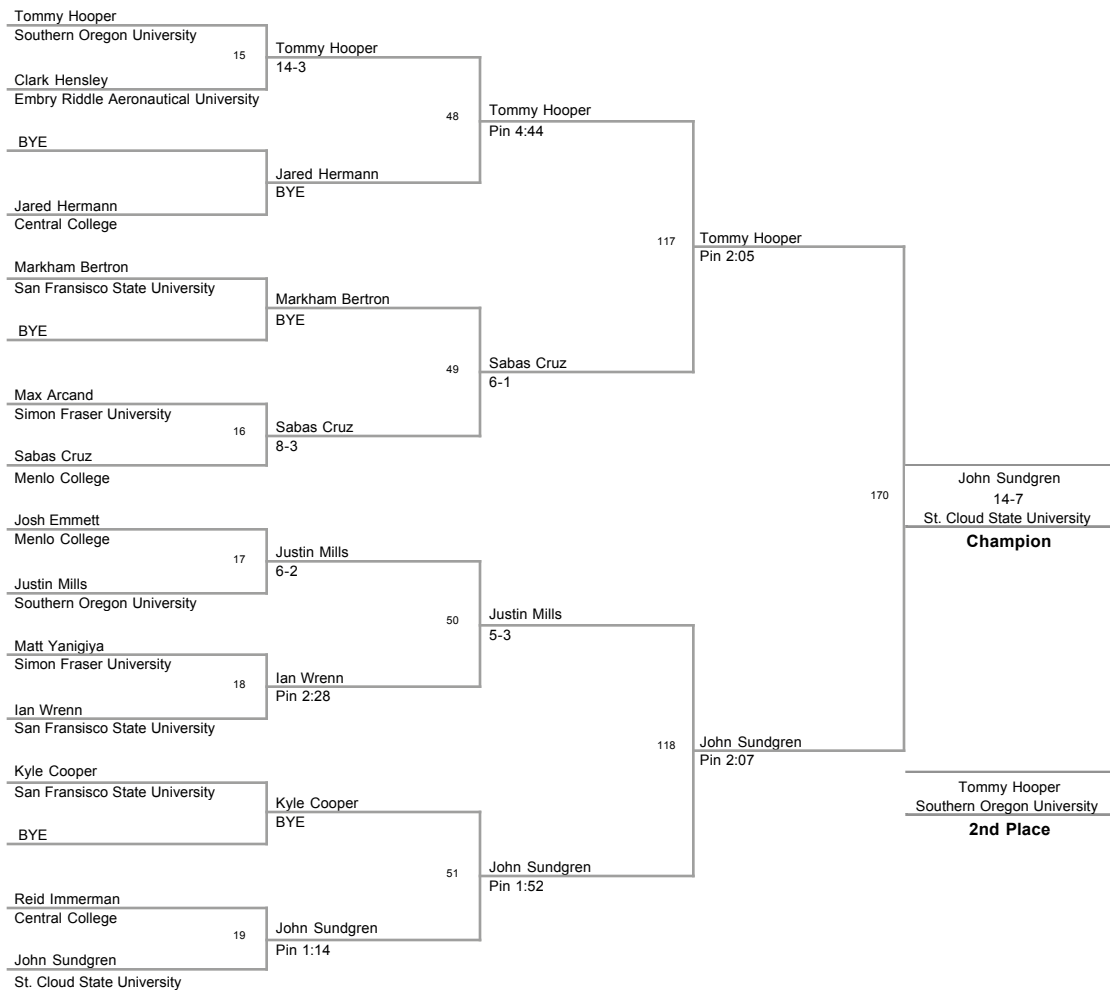 Tommy Hooper
Southern Oregon University
15
Clark Hensley
Embry Riddle Aeronautical University
Tommy Hooper
14-3
BYE
Jared Hermann
Central College
Jared Hermann
BYE
48
Tommy Hooper
Pin 4:44
Markham Bertron
San Fransisco State University
BYE
Markham Bertron
BYE
Max Arcand
Simon Fraser University
16
Sabas Cruz
Menlo College
Sabas Cruz
8-3
49
Sabas Cruz
6-1
117
Tommy Hooper
Pin 2:05
Josh Emmett
Menlo College
17
Justin Mills
Southern Oregon University
Justin Mills
6-2
Matt Yanigiya
Simon Fraser University
18
Ian Wrenn
San Fransisco State University
Ian Wrenn
Pin 2:28
50
Justin Mills
5-3
Kyle Cooper
San Fransisco State University
BYE
Kyle Cooper
BYE
Reid Immerman
Central College
19
John Sundgren
St. Cloud State University
John Sundgren
Pin 1:14
51
John Sundgren
Pin 1:52
118
John Sundgren
Pin 2:07
170
John Sundgren
14-7
St. Cloud State University
Champion
Tommy Hooper
Southern Oregon University
2nd Place